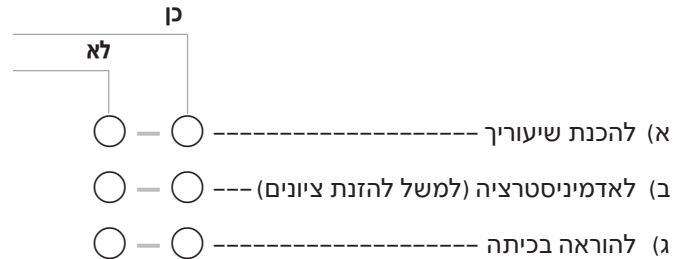 כן
לא
א) להכנת שיעוריך
ב) לאדמיניסטרציה (למשל להזנת ציונים)
ג) להוראה בכיתה